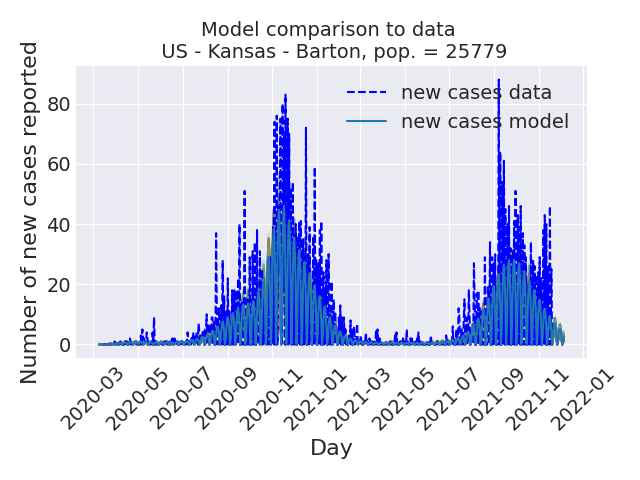 Model comparison to data
US - Kansas - Barton, pop. = 25779
Number of new cases reported
80
60
40
20
0
new cases data
new cases model
2020-03
2020-05
2020-07
2020-09
2020-11
2021-01
2021-03
2021-05
2021-07
2021-09
2021-11
2022-01
Day